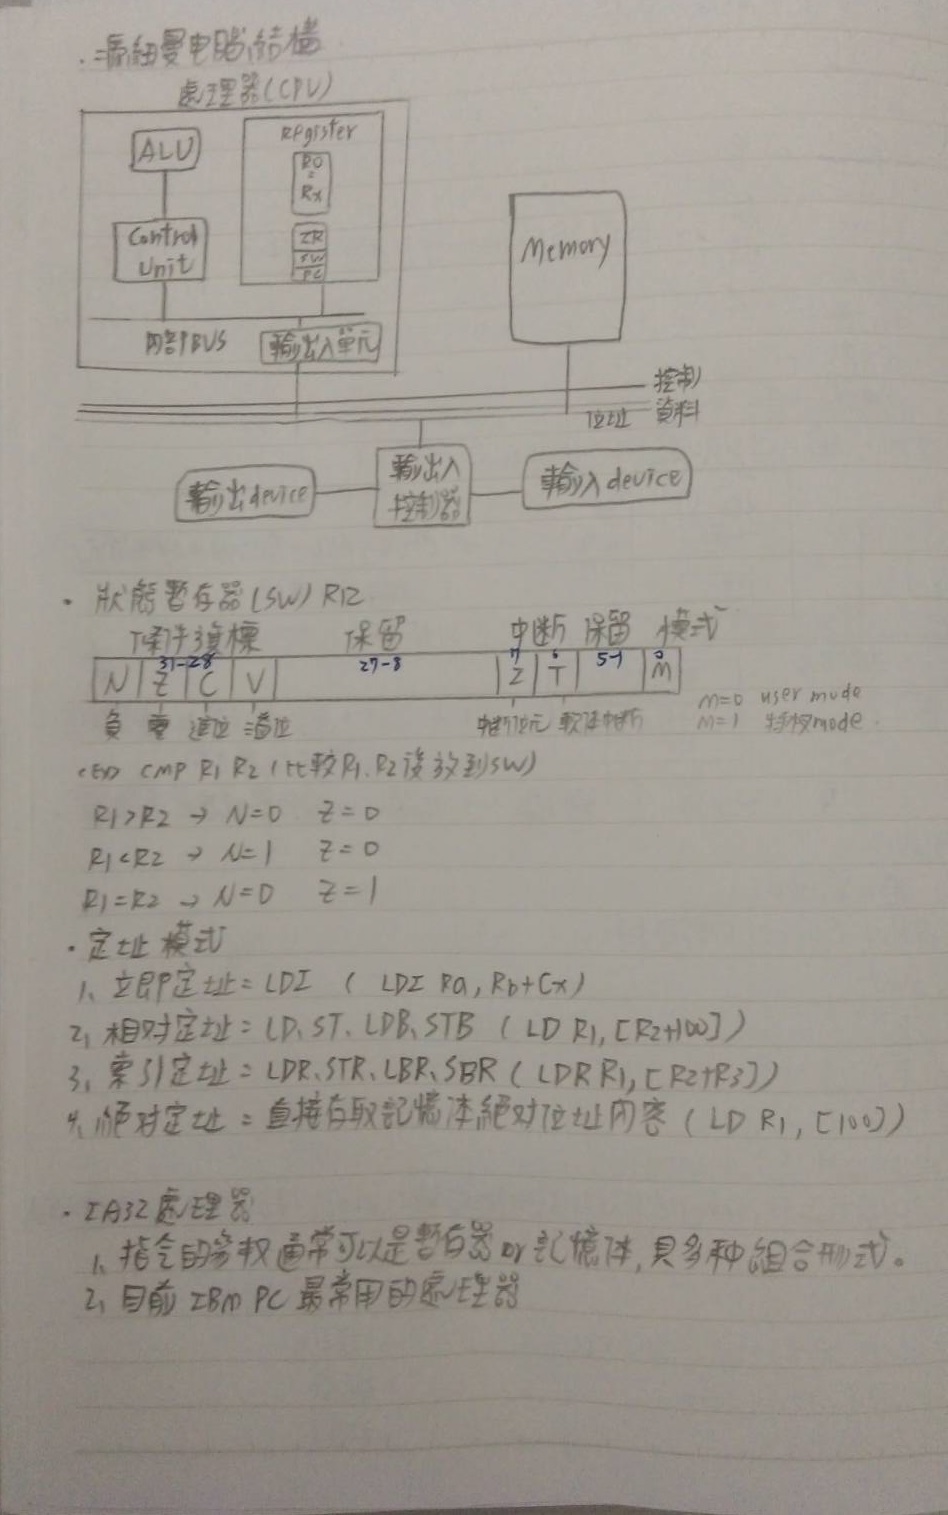 ·馮紐曼电腦結構
處理器(CPU)
ALU
Control
Unit
Register
R0
:
Rx
IR
SW
PC
內部BUS
輸出入單元
Memory
控制
位址 資料
輸出device
輸出入
控制器
輸入device
· 狀態暫存器(SW) R12
條件旗標 保留 中断 保留 模式
31-28 27-8 7 6 5-1 0
N Z C V I T M
負 零 進位 溢位 中断位元 軟体中断
M=0 user mode
M=1 特权mode.
CMP R1 R2 (比較R1、R2後放到SW)
R1>R2 → N=0 Z=0
R1<R2 → N=1 Z=0
R1=R2 → N=0 Z=1
· 定址模式
1、立即定址=LDI ( LDI Ra, Rb+Cx)
2、相对定址=LD、ST、LDB、STB (LD R1, [R2+100])
3、索引定址=LDR、STR、LBR、SBR (LDR R1, [R2+R3])
4、絕对定址=直接存取記憶体絕对位址內容 (LD R1, [100])
· IA32處理器
1、指令的參权通常可以是暫存器 or 記憶体,具多种組合形式。
2、目前 IBM PC 最常用的處理器